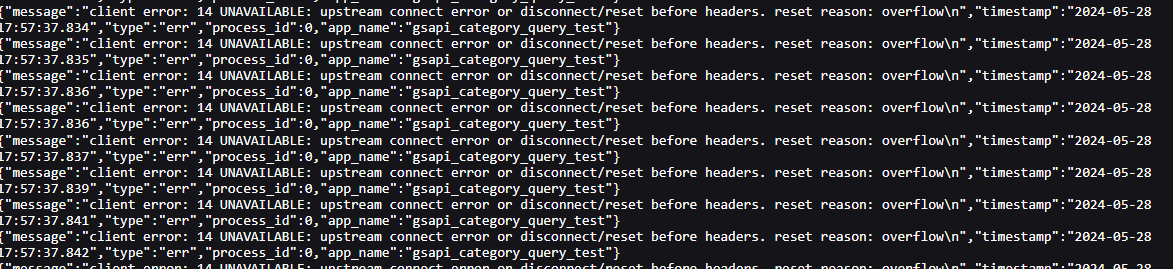 {"message":"client error: 14 UNAVAILABLE: upstream connect error or disconnect/reset before headers. reset reason: overflow\n","timestamp":"2024-05-28
17:57:37.834","type":"err","process_id":0,"app_name":"gsapi_category_query_test"}
{"message":"client error: 14 UNAVAILABLE: upstream connect error or disconnect/reset before headers. reset reason: overflow\n","timestamp":"2024-05-28
17:57:37.835","type":"err","process_id":0,"app_name":"gsapi_category_query_test"}
{"message":"client error: 14 UNAVAILABLE: upstream connect error or disconnect/reset before headers. reset reason: overflow\n","timestamp":"2024-05-28
17:57:37.836","type":"err","process_id":0,"app_name":"gsapi_category_query_test"}
{"message":"client error: 14 UNAVAILABLE: upstream connect error or disconnect/reset before headers. reset reason: overflow\n","timestamp":"2024-05-28
17:57:37.836","type":"err","process_id":0,"app_name":"gsapi_category_query_test"}
{"message":"client error: 14 UNAVAILABLE: upstream connect error or disconnect/reset before headers. reset reason: overflow\n","timestamp":"2024-05-28
17:57:37.837","type":"err","process_id":0,"app_name":"gsapi_category_query_test"}
{"message":"client error: 14 UNAVAILABLE: upstream connect error or disconnect/reset before headers. reset reason: overflow\n","timestamp":"2024-05-28
17:57:37.839","type":"err","process_id":0,"app_name":"gsapi_category_query_test"}
{"message":"client error: 14 UNAVAILABLE: upstream connect error or disconnect/reset before headers. reset reason: overflow\n","timestamp":"2024-05-28
17:57:37.841","type":"err","process_id":0,"app_name":"gsapi_category_query_test"}
{"message":"client error: 14 UNAVAILABLE: upstream connect error or disconnect/reset before headers. reset reason: overflow\n","timestamp":"2024-05-28
17:57:37.842","type":"err","process_id":0,"app_name":"gsapi_category_query_test"}
{"message":"client error: 14 UNAVAILABLE: upstream connect error or disconnect/reset before headers. reset reason: overflow\n","timestamp":"2024-05-28